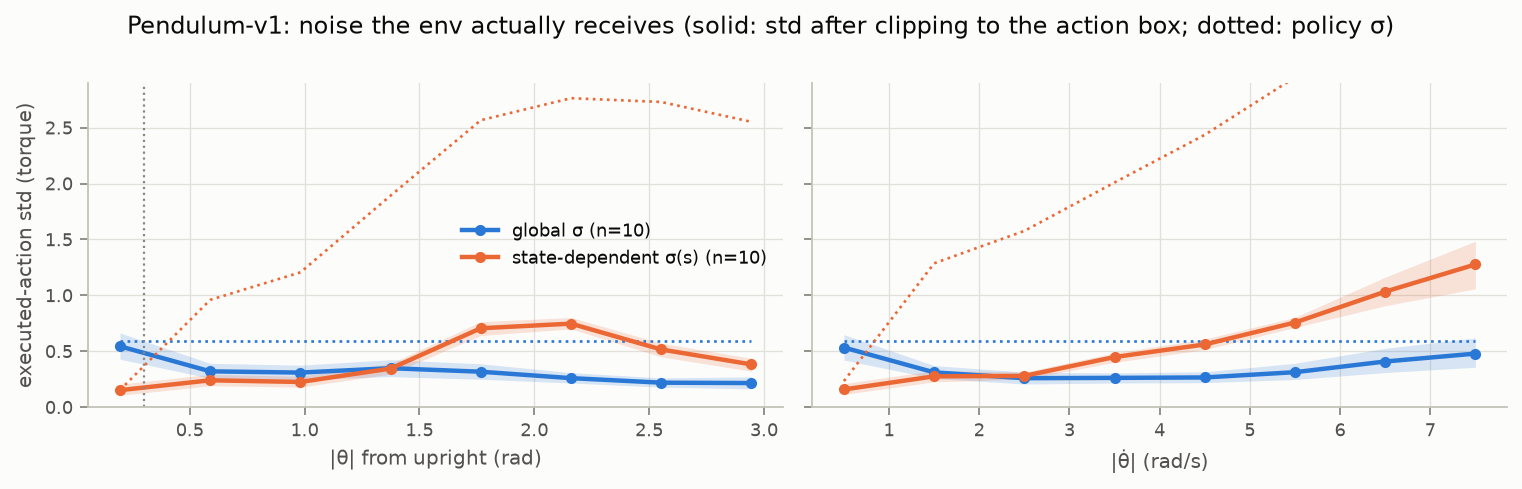 Pendulum-v1: noise the env actually receives (solid: std after clipping to the action box; dotted: policy σ)
executed-action std (torque)
2.5
2.0
1.5
1.0
0.5
0.0
global σ (n=10)
state-dependent σ(s) (n=10)
0.5 1.0 1.5 2.0 2.5 3.0
|θ| from upright (rad)
1 2 3 4 5 6 7
|θ̇| (rad/s)